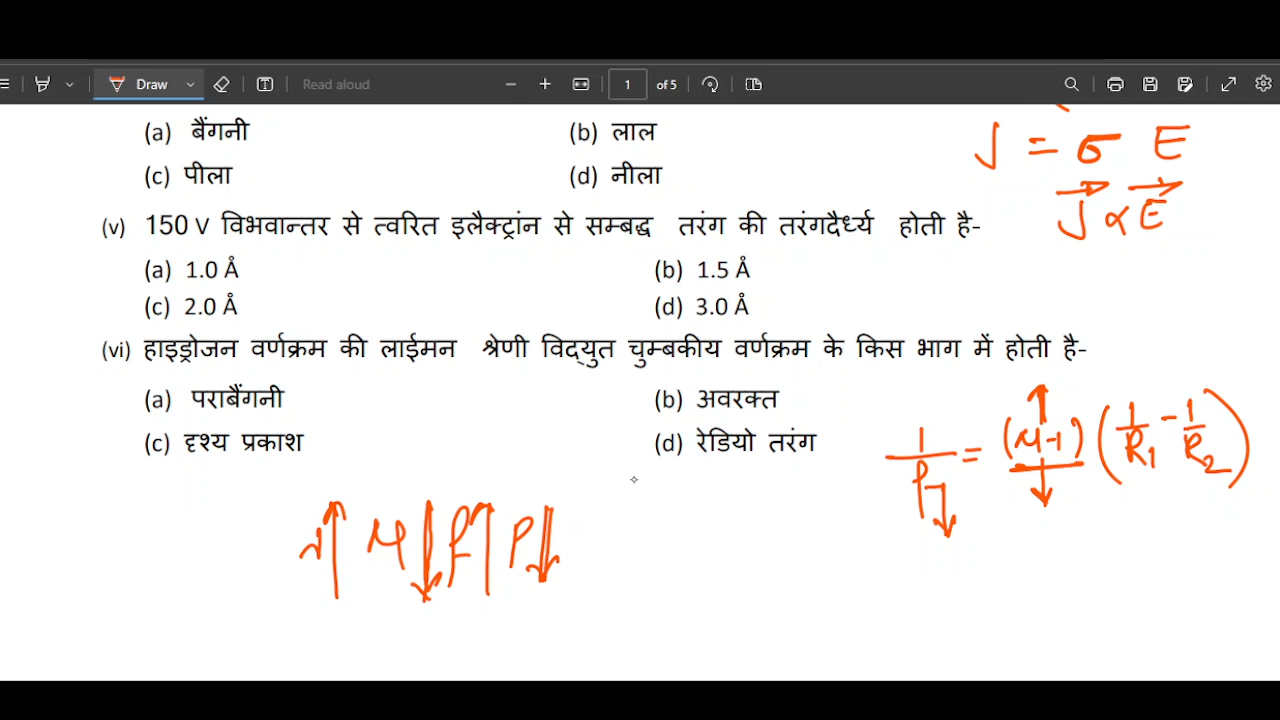 Draw
Read aloud
1 of 5
(a) बैंगनी (b) लाल
(c) पीला (d) नीला
J = σ E
J ∝ E
(v) 150 V विभवान्तर से त्वरित इलैक्ट्रांन से सम्बद्ध तरंग की तरंगदैर्ध्य होती है-
(a) 1.0 Å (b) 1.5 Å
(c) 2.0 Å (d) 3.0 Å
(vi) हाइड्रोजन वर्णक्रम की लाईमन श्रेणी विद्युत चुम्बकीय वर्णक्रम के किस भाग में होती है-
(a) पराबैंगनी (b) अवरक्त
(c) दृश्य प्रकाश (d) रेडियो तरंग
1/f = (μ-1) (1/R1 - 1/R2)
λ↑ μ↓ f↑ P↓